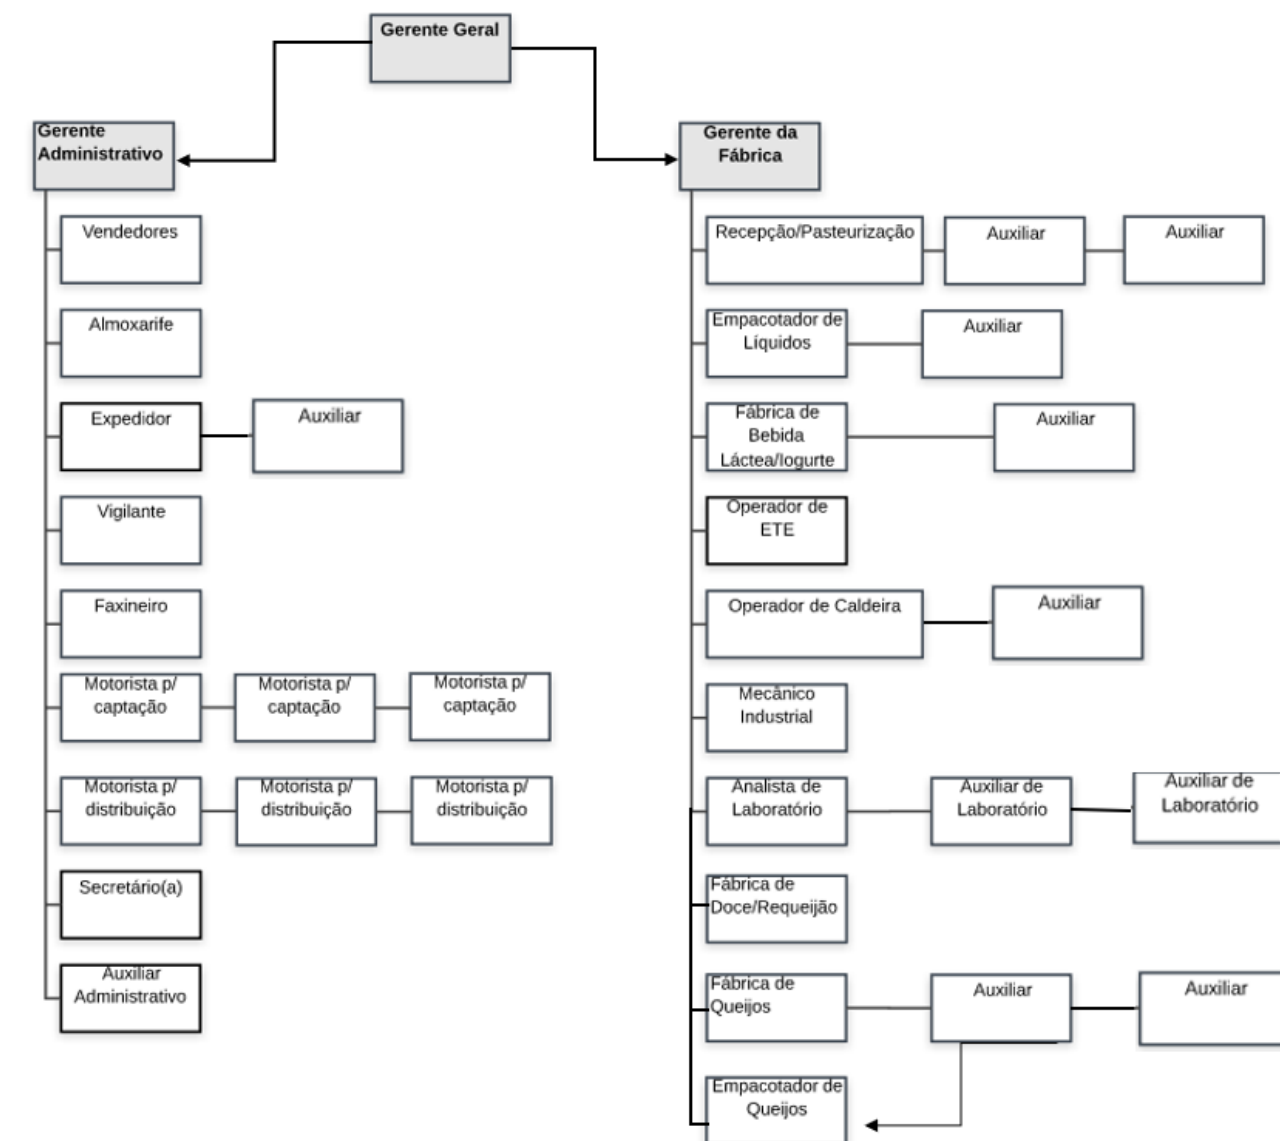 Gerente Geral
Gerente
Administrativo
Vendedores
Almoxarife
Expedidor
Auxiliar
Vigilante
Faxineiro
Motorista p/
captação
Motorista p/
captação
Motorista p/
captação
Motorista p/
distribuição
Motorista p/
distribuição
Motorista p/
distribuição
Secretário(a)
Auxiliar
Administrativo
Gerente da
Fábrica
Recepção/Pasteurização
Auxiliar
Auxiliar
Empacotador de
Líquidos
Auxiliar
Fábrica de
Bebida
Láctea/Iogurte
Auxiliar
Operador de
ETE
Operador de Caldeira
Auxiliar
Mecânico
Industrial
Analista de
Laboratório
Auxiliar de
Laboratório
Auxiliar de
Laboratório
Fábrica de
Doce/Requeijão
Fábrica de
Queijos
Auxiliar
Auxiliar
Empacotador de
Queijos